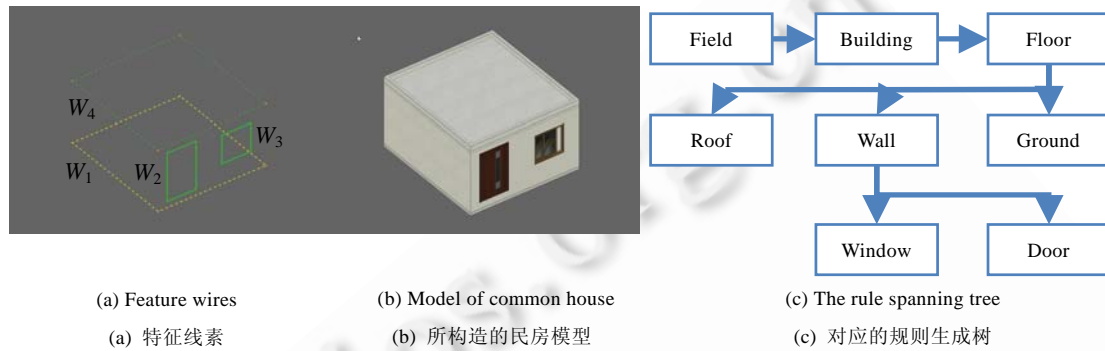 Field
Building
Floor
W4
W3
W1
W2
Roof
Wall
Ground
Window
Door
(a) Feature wires
(b) Model of common house
(c) The rule spanning tree
(a) 特征线素
(b) 所构造的民房模型
(c) 对应的规则生成树